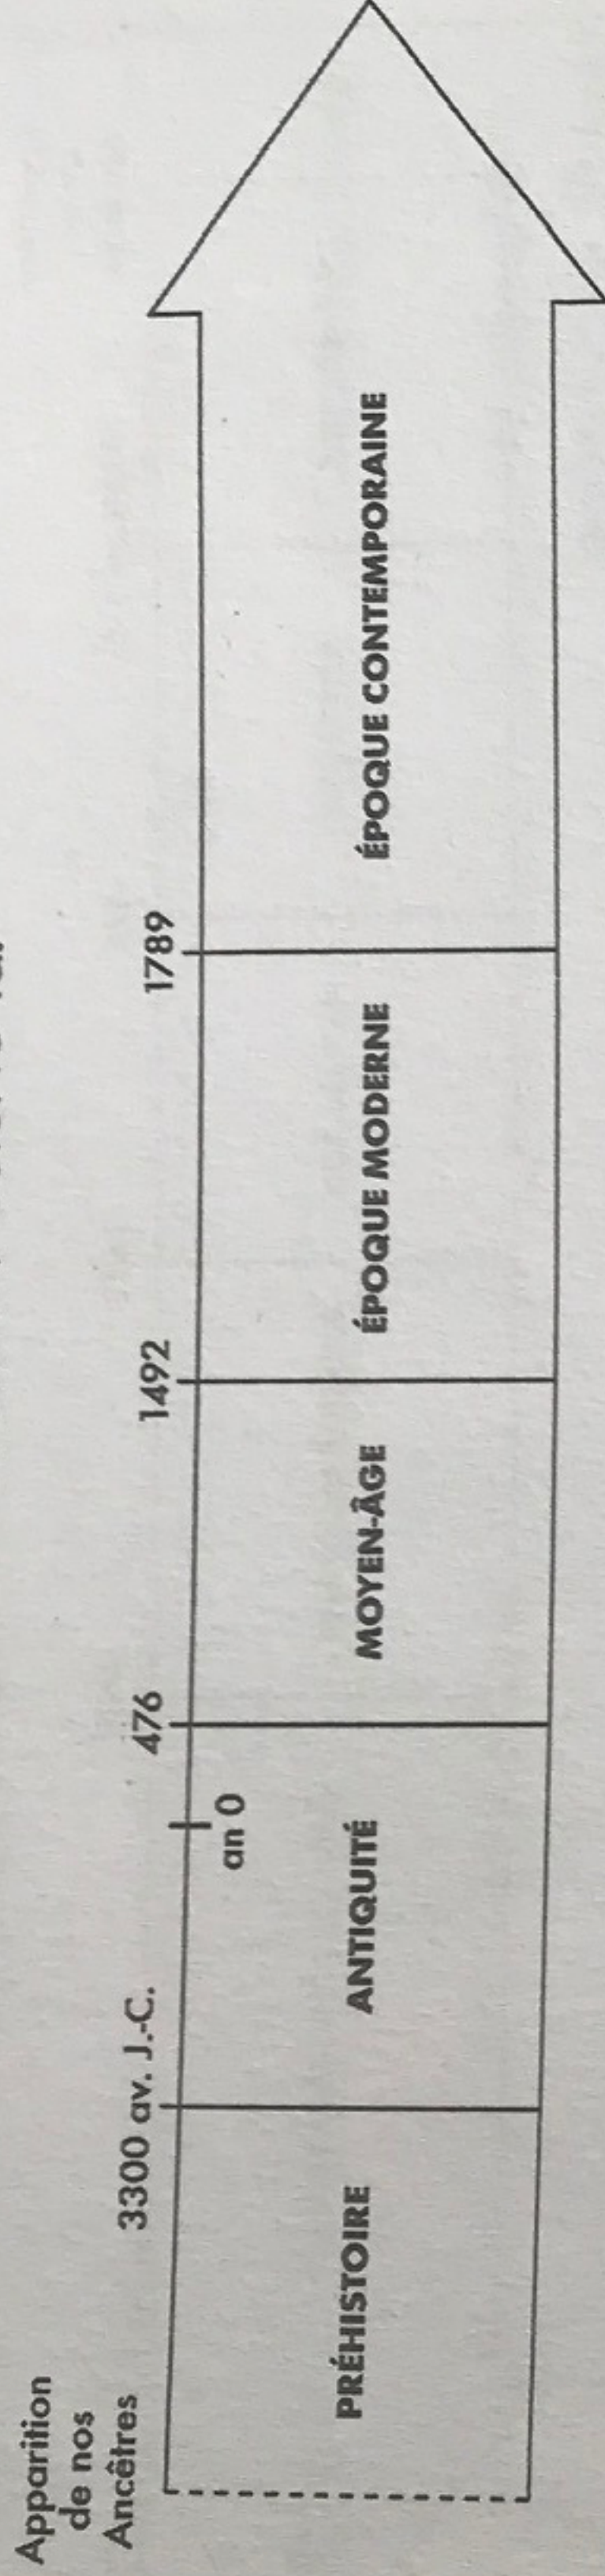 Apparition
de nos
Ancêtres
3300 av. J.-C.
476
1492
1789
an 0
PRÉHISTOIRE
ANTIQUITÉ
MOYEN-ÂGE
ÉPOQUE MODERNE
ÉPOQUE CONTEMPORAINE